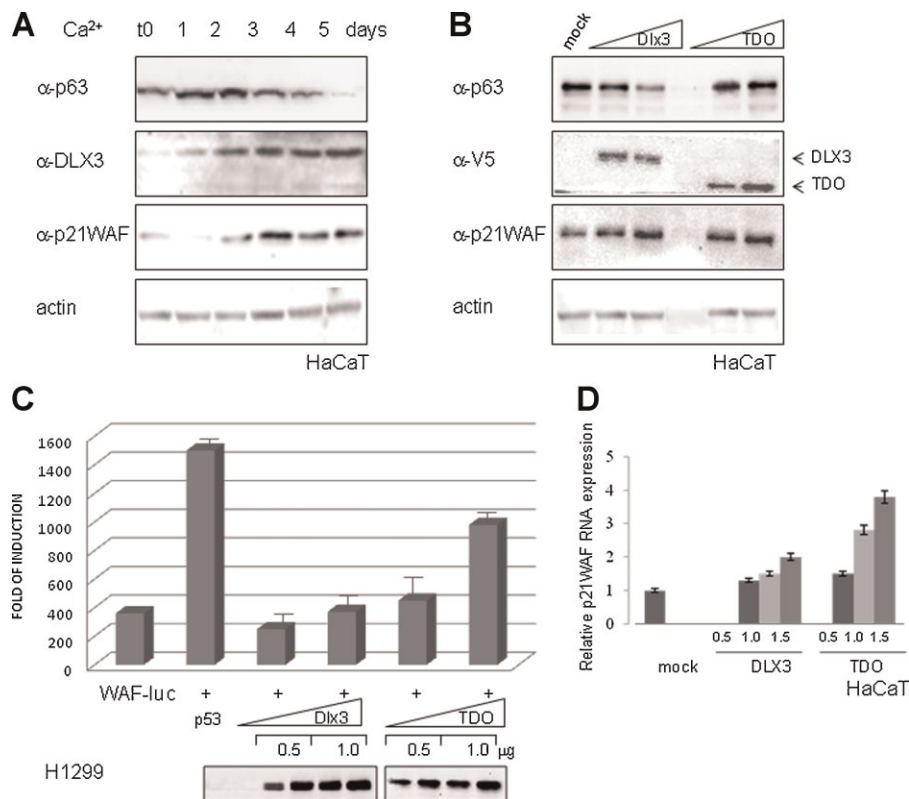 A
Ca²⁺ t0 1 2 3 4 5 days
α-p63
α-DLX3
α-p21WAF
actin
HaCaT
B
mock Dlx3 TDO
α-p63
α-V5
< DLX3
< TDO
α-p21WAF
actin
HaCaT
C
FOLD OF INDUCTION
1600
1400
1200
1000
800
600
400
200
0
WAF-luc + + + + +
p53 Dlx3 TDO
0.5 1.0 0.5 1.0 μg
H1299
D
Relative p21WAF RNA expression
5
4
3
2
1
0
0.5 1.0 1.5 0.5 1.0 1.5
mock DLX3 TDO
HaCaT